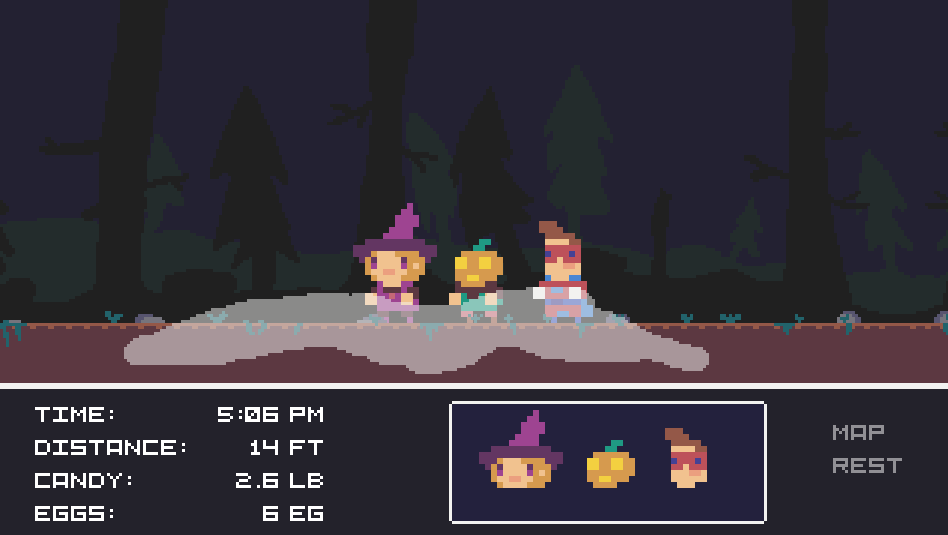 TIME: 5:06 PM
DISTANCE: 14 FT
CANDY: 2.6 LB
EGGS: 6 EG
MAP
REST